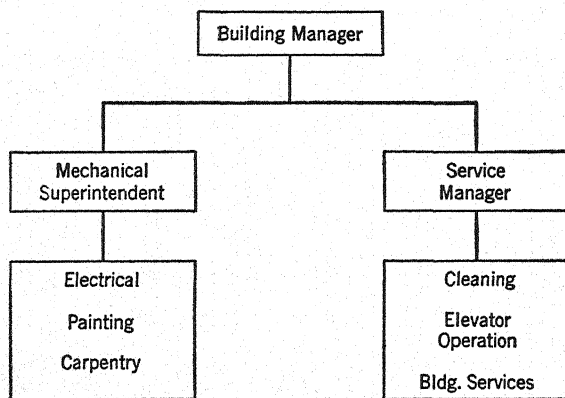 Building Manager
Mechanical
Superintendent
Service
Manager
Electrical
Painting
Carpentry
Cleaning
Elevator
Operation
Bldg. Services